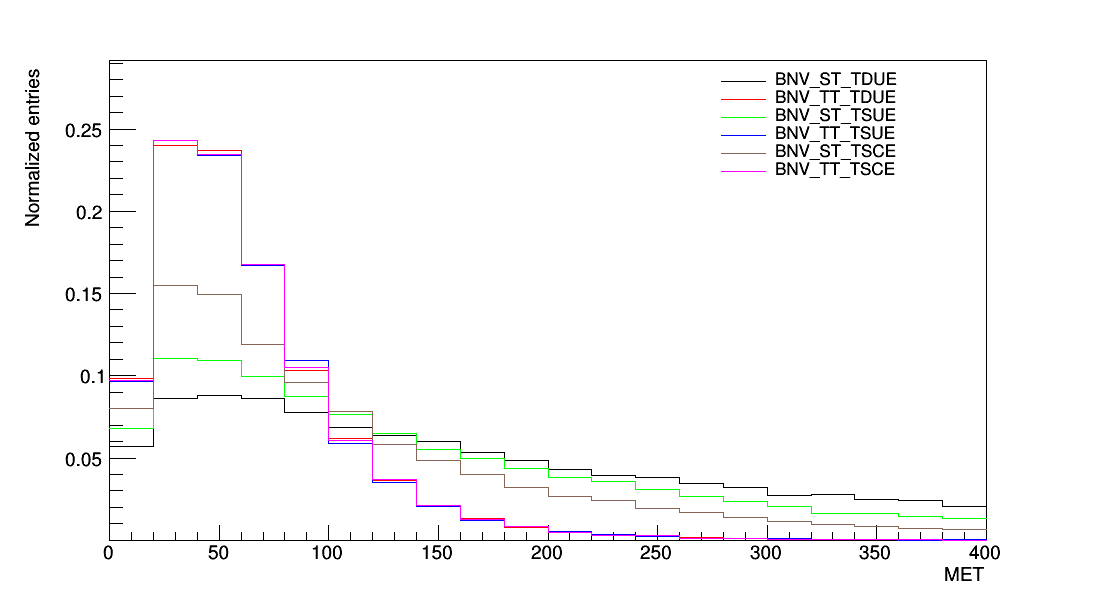 Normalized entries
0.25
0.2
0.15
0.1
0.05
BNV_ST_TDUE
BNV_TT_TDUE
BNV_ST_TSUE
BNV_TT_TSUE
BNV_ST_TSCE
BNV_TT_TSCE
0 50 100 150 200 250 300 350 400
MET